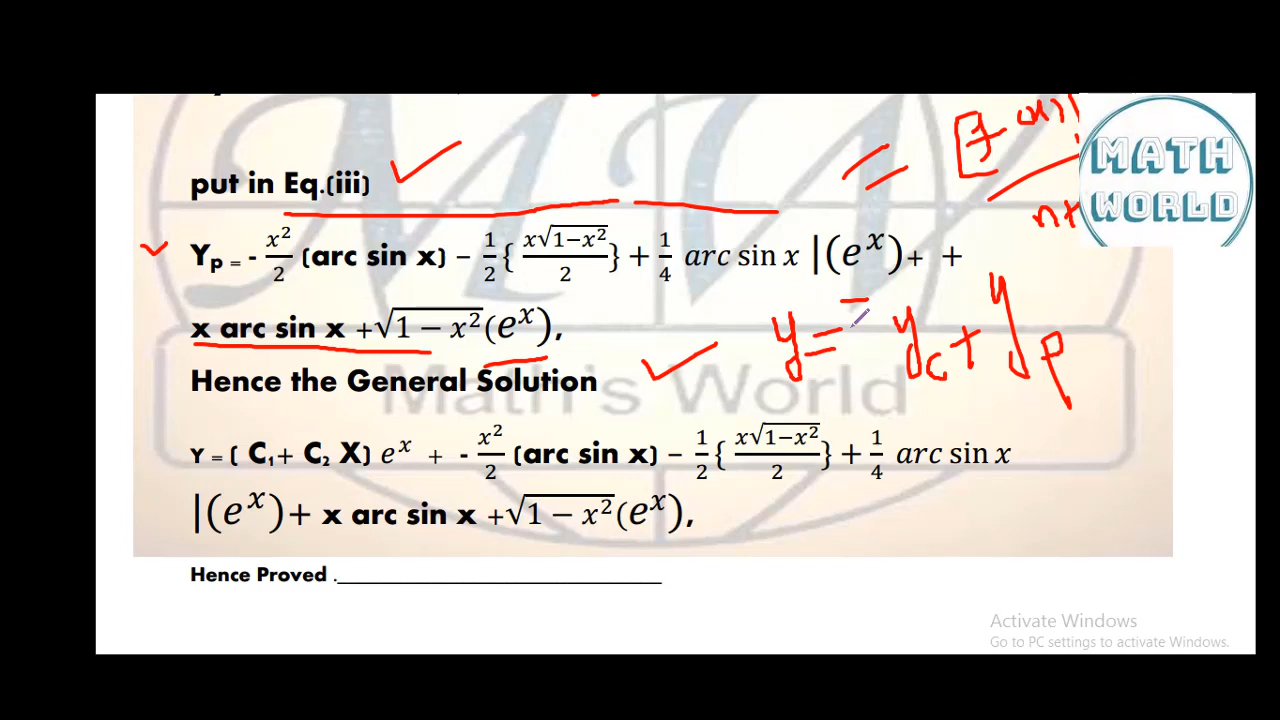 put in Eq.(iii)
Yp = - x²/2 (arc sin x) – 1/2{x√1−x²/2} + 1/4 arc sin x |(eˣ)+ +
x arc sin x +√1 − x²(eˣ),
y = yc + yp
Hence the General Solution
Math's World
Y = ( C₁+ C₂ X) eˣ + - x²/2 (arc sin x) – 1/2{x√1−x²/2} + 1/4 arc sin x
|(eˣ)+ x arc sin x +√1 − x²(eˣ),
Hence Proved .____________________________
MATH
WORLD
Activate Windows
Go to PC settings to activate Windows.